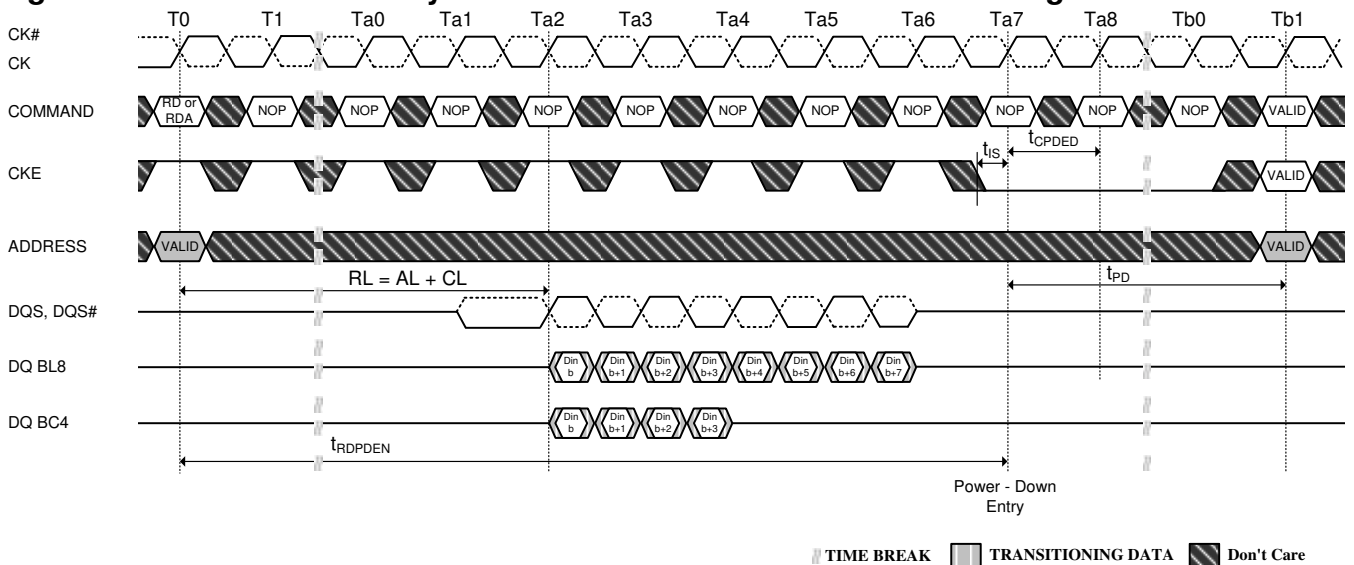 T0 T1 Ta0 Ta1 Ta2 Ta3 Ta4 Ta5 Ta6 Ta7 Ta8 Tb0 Tb1
CK#
CK
COMMAND
RD or
RDA
NOP NOP NOP NOP NOP NOP NOP NOP NOP NOP NOP VALID
tIS
tCPDED
CKE
VALID
ADDRESS
VALID VALID
RL = AL + CL
tPD
DQS, DQS#
DQ BL8
Din Din Din Din Din Din Din Din
b b+1 b+2 b+3 b+4 b+5 b+6 b+7
DQ BC4
Din Din Din Din
b b+1 b+2 b+3
tRDPDEN
Power - Down
Entry
TIME BREAK TRANSITIONING DATA Don't Care